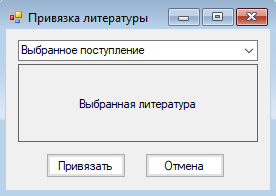 Привязка литературы
Выбранное поступление
Выбранная литература
Привязать
Отмена